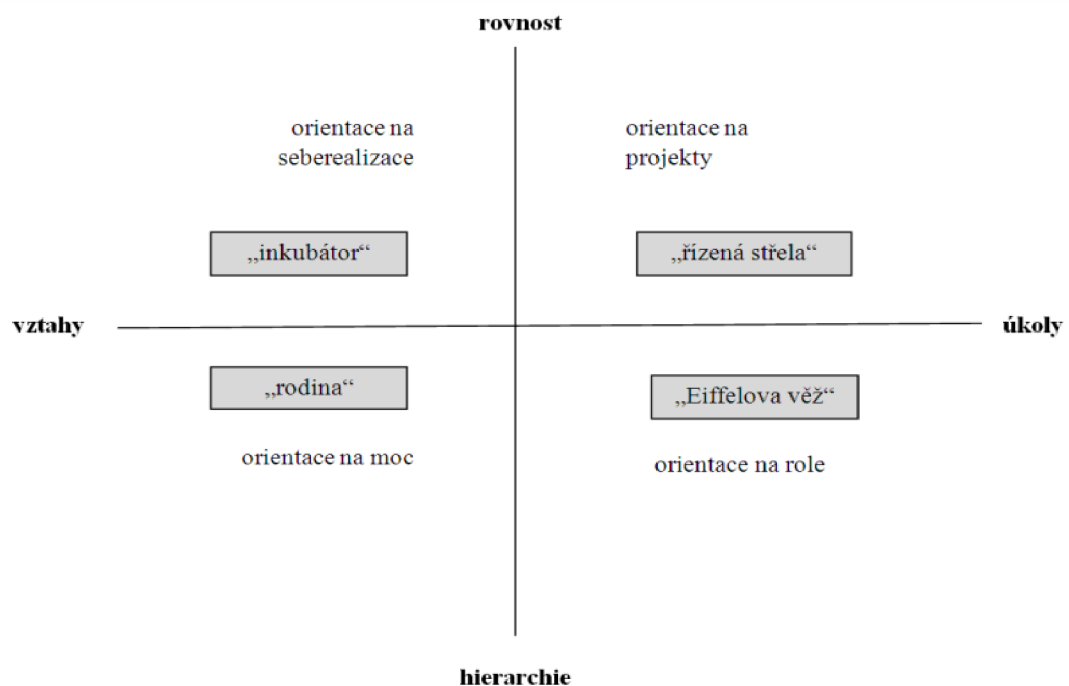 rovnost
orientace na
seberealizace
orientace na
projekty
„inkubátor“
„řízená střela“
vztahy
úkoly
„rodina“
„Eiffelova věž“
orientace na moc
orientace na role
hierarchie